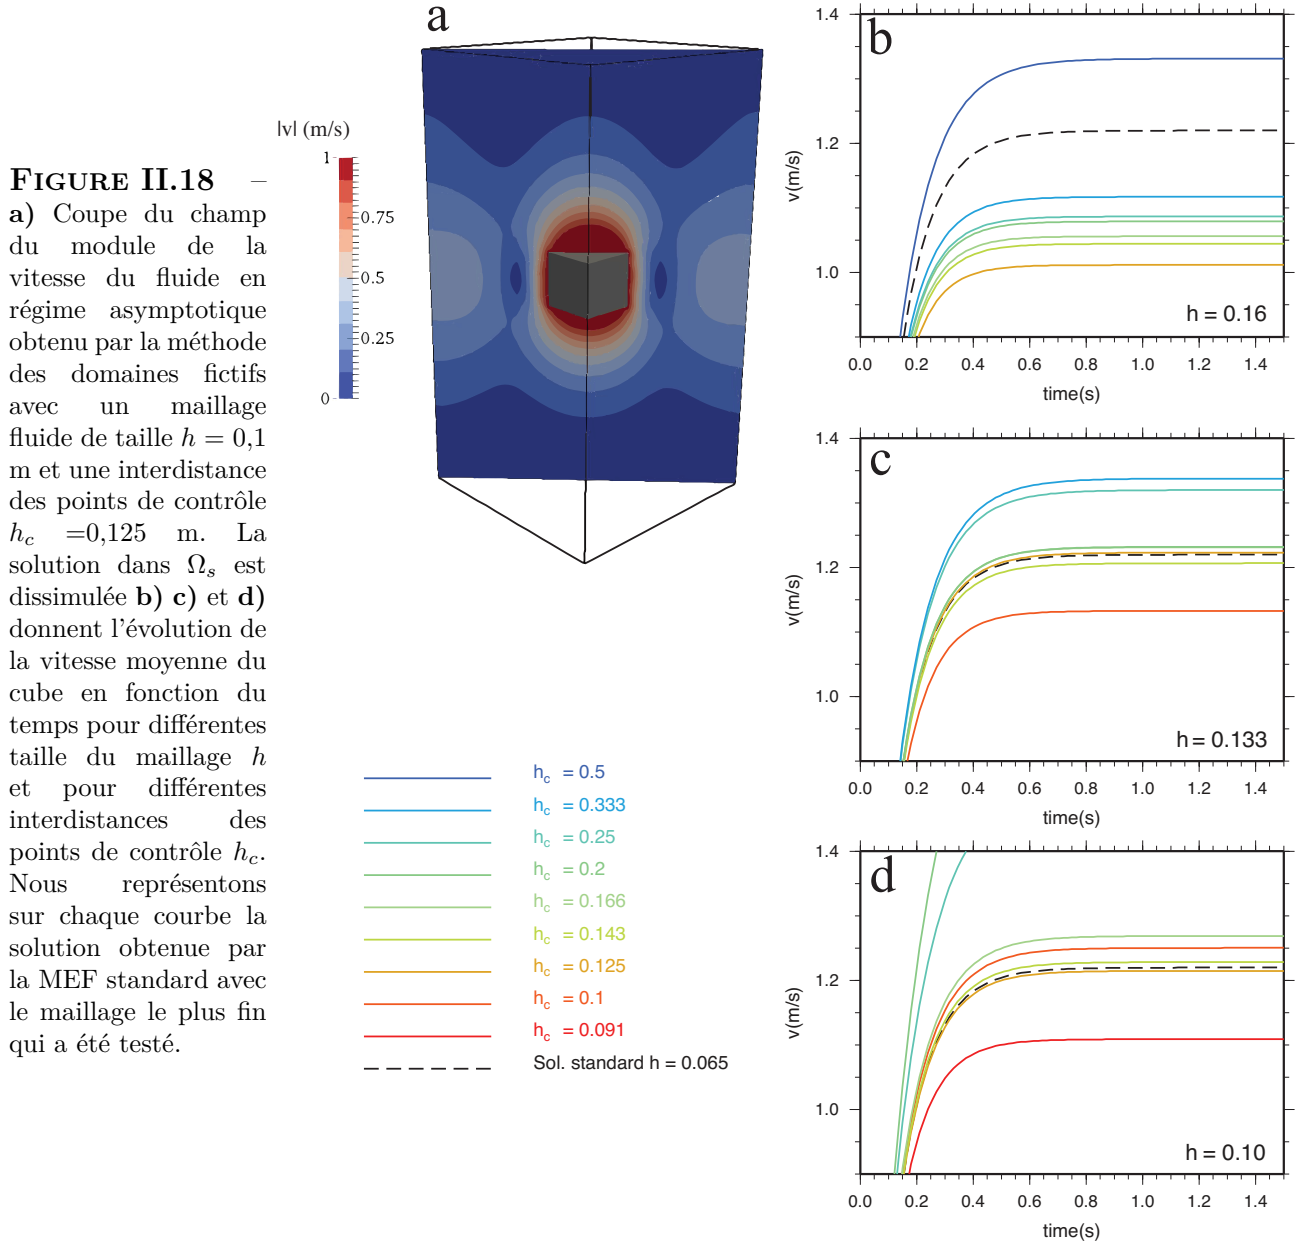 FIGURE II.18 –
a) Coupe du champ
du module de la
vitesse du fluide en
régime asymptotique
obtenu par la méthode
des domaines fictifs
avec un maillage
fluide de taille h = 0,1
m et une interdistance
des points de contrôle
h_c =0,125 m. La
solution dans Ω_s est
dissimulée b) c) et d)
donnent l'évolution de
la vitesse moyenne du
cube en fonction du
temps pour différentes
taille du maillage h
et pour différentes
interdistances des
points de contrôle h_c.
Nous représentons
sur chaque courbe la
solution obtenue par
la MEF standard avec
le maillage le plus fin
qui a été testé.
a
|v| (m/s)
1
0.75
0.5
0.25
0
h_c = 0.5
h_c = 0.333
h_c = 0.25
h_c = 0.2
h_c = 0.166
h_c = 0.143
h_c = 0.125
h_c = 0.1
h_c = 0.091
Sol. standard h = 0.065
b
1.4
1.2
1.0
v(m/s)
h = 0.16
0.0 0.2 0.4 0.6 0.8 1.0 1.2 1.4
time(s)
c
1.4
1.2
1.0
v(m/s)
h = 0.133
0.0 0.2 0.4 0.6 0.8 1.0 1.2 1.4
time(s)
d
1.4
1.2
1.0
v(m/s)
h = 0.10
0.0 0.2 0.4 0.6 0.8 1.0 1.2 1.4
time(s)